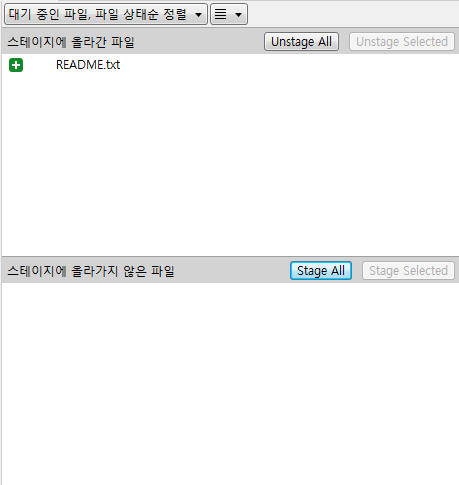 대기 중인 파일, 파일 상태순 정렬
스테이지에 올라간 파일 Unstage All Unstage Selected
README.txt
스테이지에 올라가지 않은 파일 Stage All Stage Selected